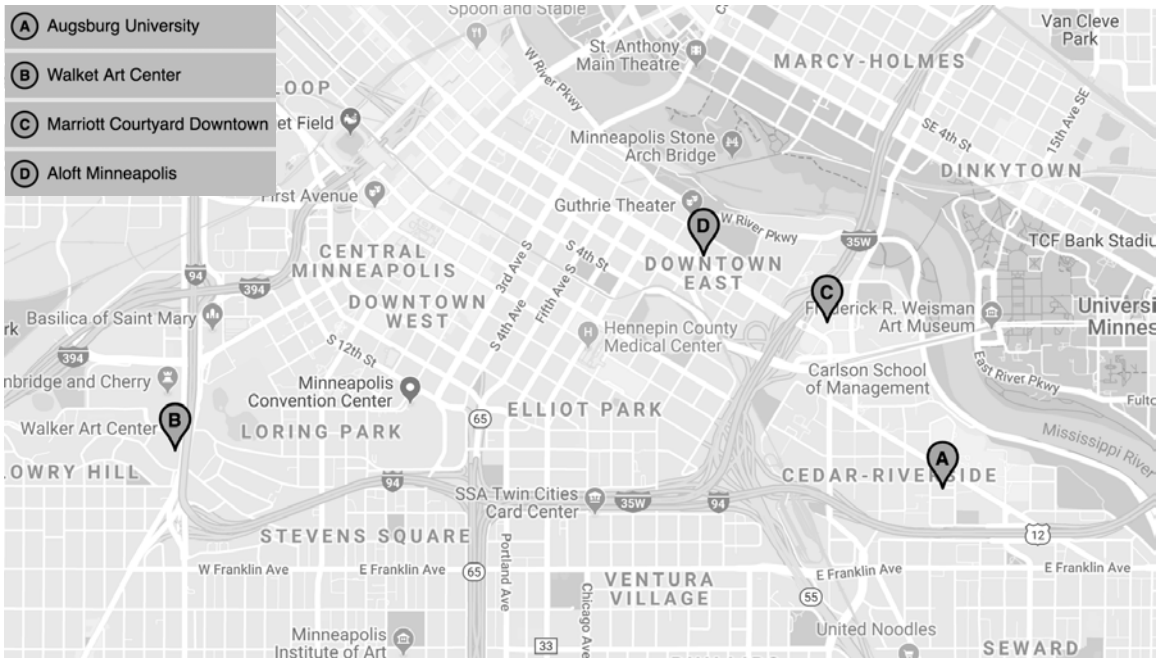 A Augsburg University
B Walket Art Center
C Marriott Courtyard Downtown
D Aloft Minneapolis
Spoon and Stable
St. Anthony
Main Theatre
W River Pkwy
MARCY-HOLMES
Van Cleve
Park
LOOP
et Field
Minneapolis Stone
Arch Bridge
SE 4th St
15th Ave SE
DINKYTOWN
First Avenue
Guthrie Theater
W River Pkwy
D
35W
TCF Bank Stadiu
CENTRAL
MINNEAPOLIS
3rd Ave S
S 4th St
DOWNTOWN
EAST
94
394
DOWNTOWN
WEST
S 4th Ave
Fifth Ave S
C
Frederick R. Weisman
Art Museum
Universi
Minnes
Basilica of Saint Mary
rk
394
S 12th St
Hennepin County
Medical Center
East River Pkwy
Carlson School
of Management
nbridge and Cherry
Minneapolis
Convention Center
Fulto
B
Walker Art Center
65
ELLIOT PARK
LORING PARK
Mississippi River
LOWRY HILL
A
CEDAR-RIVERSIDE
94
SSA Twin Cities
Card Center
35W
94
STEVENS SQUARE
12
Portland Ave
W Franklin Ave
E Franklin Ave
65
E Franklin Ave
E Franklin Ave
VENTURA
VILLAGE
Chicago Ave
55
Minneapolis
Institute of Art
33
United Noodles
SEWARD